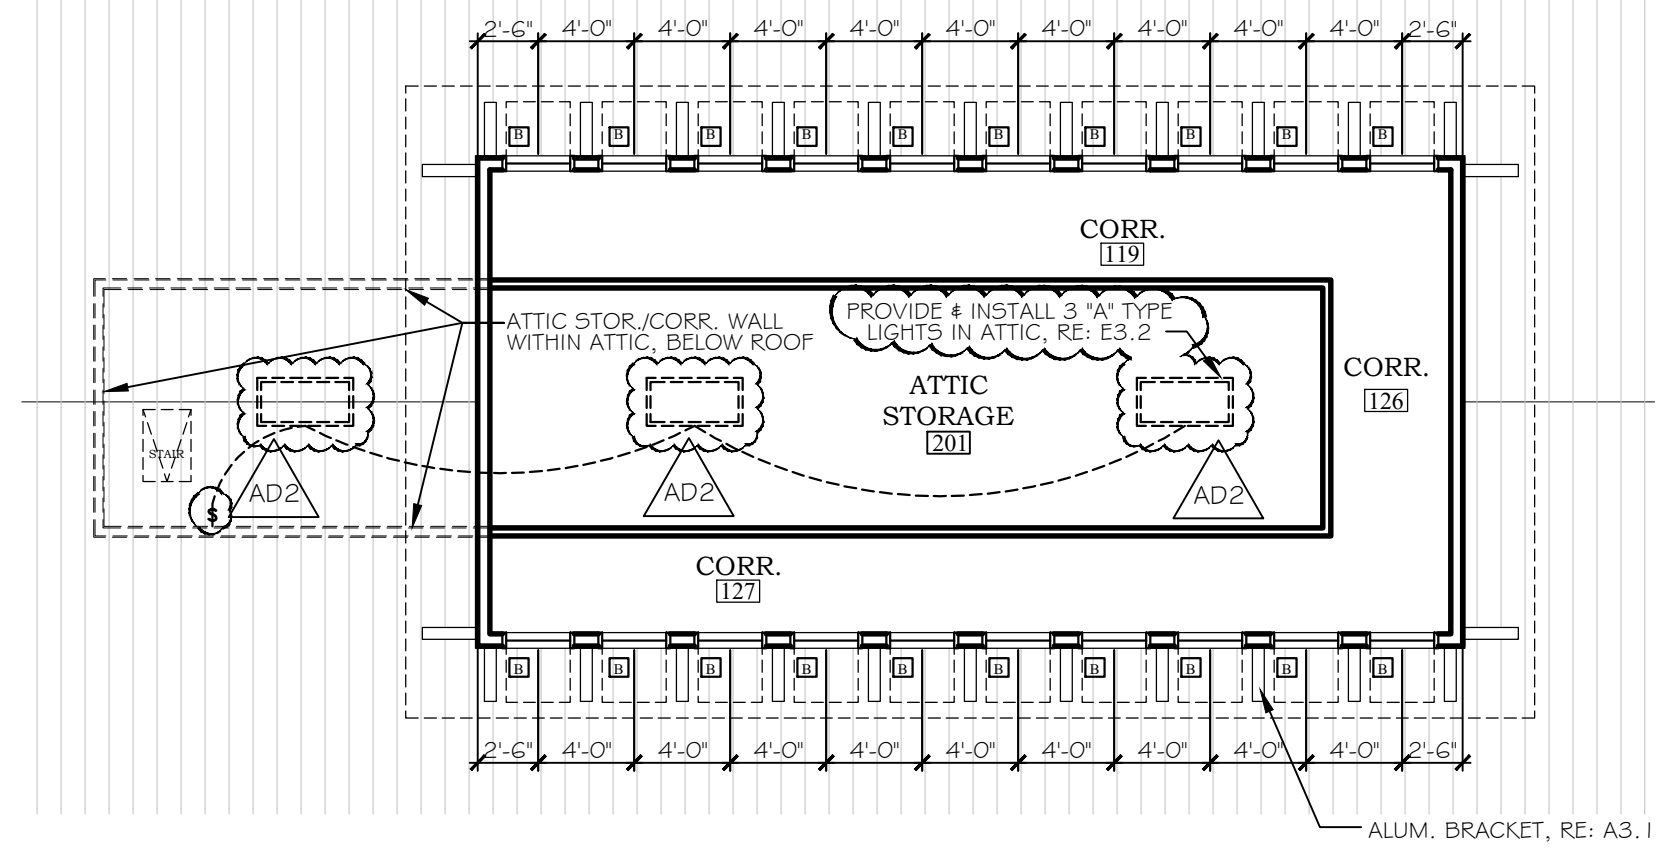 2'-6" 4'-0" 4'-0" 4'-0" 4'-0" 4'-0" 4'-0" 4'-0" 4'-0" 4'-0" 2'-6"
B B B B B B B B B B
CORR.
119
PROVIDE & INSTALL 3 "A" TYPE
LIGHTS IN ATTIC, RE: E3.2
ATTIC STOR./CORR. WALL
WITHIN ATTIC, BELOW ROOF
CORR.
126
ATTIC
STORAGE
201
STAIR
$
AD2 AD2 AD2
CORR.
127
B B B B B B B B B B
2'-6" 4'-0" 4'-0" 4'-0" 4'-0" 4'-0" 4'-0" 4'-0" 4'-0" 4'-0" 2'-6"
ALUM. BRACKET, RE: A3.1